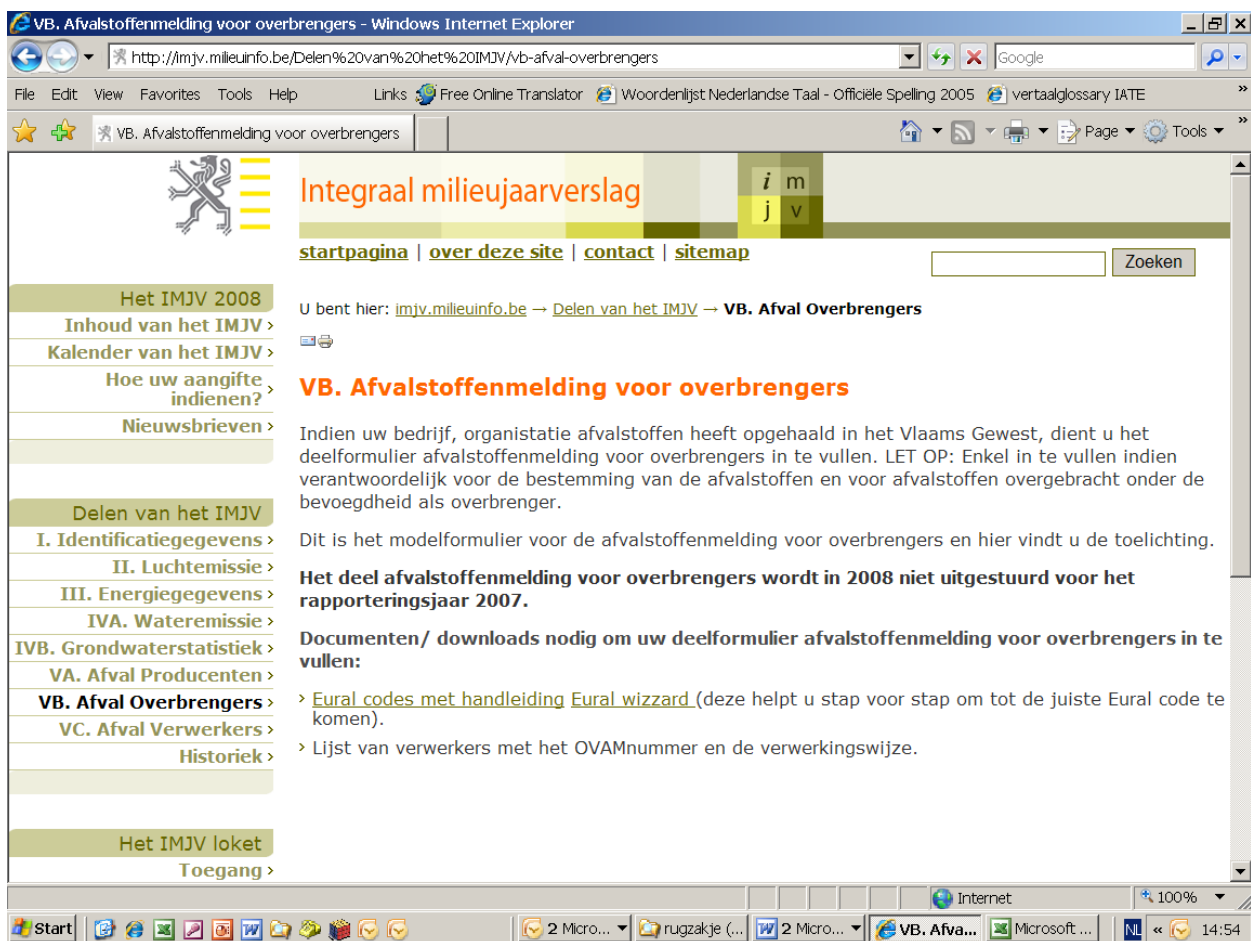 VB. Afvalstoffenmelding voor overbrengers - Windows Internet Explorer
http://imjv.milieuinfo.be/Delen%20van%20het%20IMJV/vb-afval-overbrengers
Google
File Edit View Favorites Tools Help Links Free Online Translator Woordenlijst Nederlandse Taal - Officiële Spelling 2005 vertaalglossary IATE »
VB. Afvalstoffenmelding voor overbrengers
Page Tools »
Integraal milieujaarverslag
i m
j v
startpagina | over deze site | contact | sitemap
Zoeken
Het IMJV 2008
Inhoud van het IMJV ›
Kalender van het IMJV ›
Hoe uw aangifte
indienen? ›
Nieuwsbrieven ›
Delen van het IMJV
I. Identificatiegegevens ›
II. Luchtemissie ›
III. Energiegegevens ›
IVA. Wateremissie ›
IVB. Grondwaterstatistiek ›
VA. Afval Producenten ›
VB. Afval Overbrengers ›
VC. Afval Verwerkers ›
Historiek ›
Het IMJV loket
Toegang ›
U bent hier: imjv.milieuinfo.be → Delen van het IMJV → VB. Afval Overbrengers
VB. Afvalstoffenmelding voor overbrengers
Indien uw bedrijf, organistatie afvalstoffen heeft opgehaald in het Vlaams Gewest, dient u het
deelformulier afvalstoffenmelding voor overbrengers in te vullen. LET OP: Enkel in te vullen indien
verantwoordelijk voor de bestemming van de afvalstoffen en voor afvalstoffen overgebracht onder de
bevoegdheid als overbrenger.
Dit is het modelformulier voor de afvalstoffenmelding voor overbrengers en hier vindt u de toelichting.
Het deel afvalstoffenmelding voor overbrengers wordt in 2008 niet uitgestuurd voor het
rapporteringsjaar 2007.
Documenten/ downloads nodig om uw deelformulier afvalstoffenmelding voor overbrengers in te
vullen:
› Eural codes met handleiding Eural wizzard (deze helpt u stap voor stap om tot de juiste Eural code te
komen).
› Lijst van verwerkers met het OVAMnummer en de verwerkingswijze.
Internet 100%
Start 2 Micro... rugzakje (... 2 Micro... VB. Afva... Microsoft ... NL « 14:54